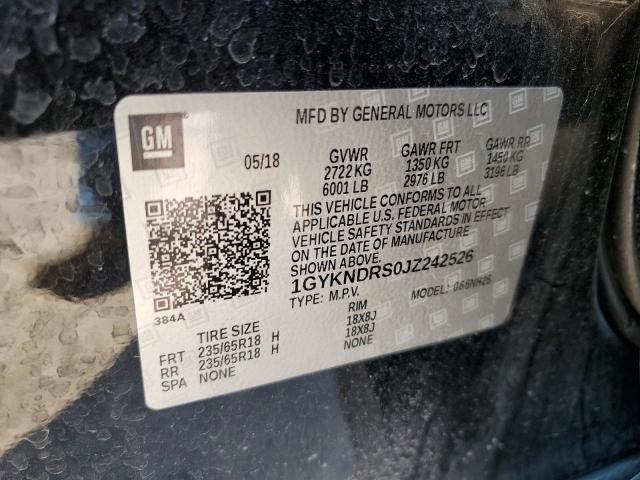 GM
MFD BY GENERAL MOTORS LLC
05/18
GVWR GAWR FRT GAWR RR
2722 KG 1350 KG 1450 KG
6001 LB 2976 LB 3196 LB
THIS VEHICLE CONFORMS TO ALL
APPLICABLE U.S. FEDERAL MOTOR
VEHICLE SAFETY STANDARDS IN EFFECT
ON THE DATE OF MANUFACTURE
SHOWN ABOVE.
1GYKNDRS0JZ242526
TYPE: M.P.V. MODEL: 066NH26
384A
TIRE SIZE RIM
FRT 235/65R18 H 18X8J
RR 235/65R18 H 18X8J
SPA NONE NONE